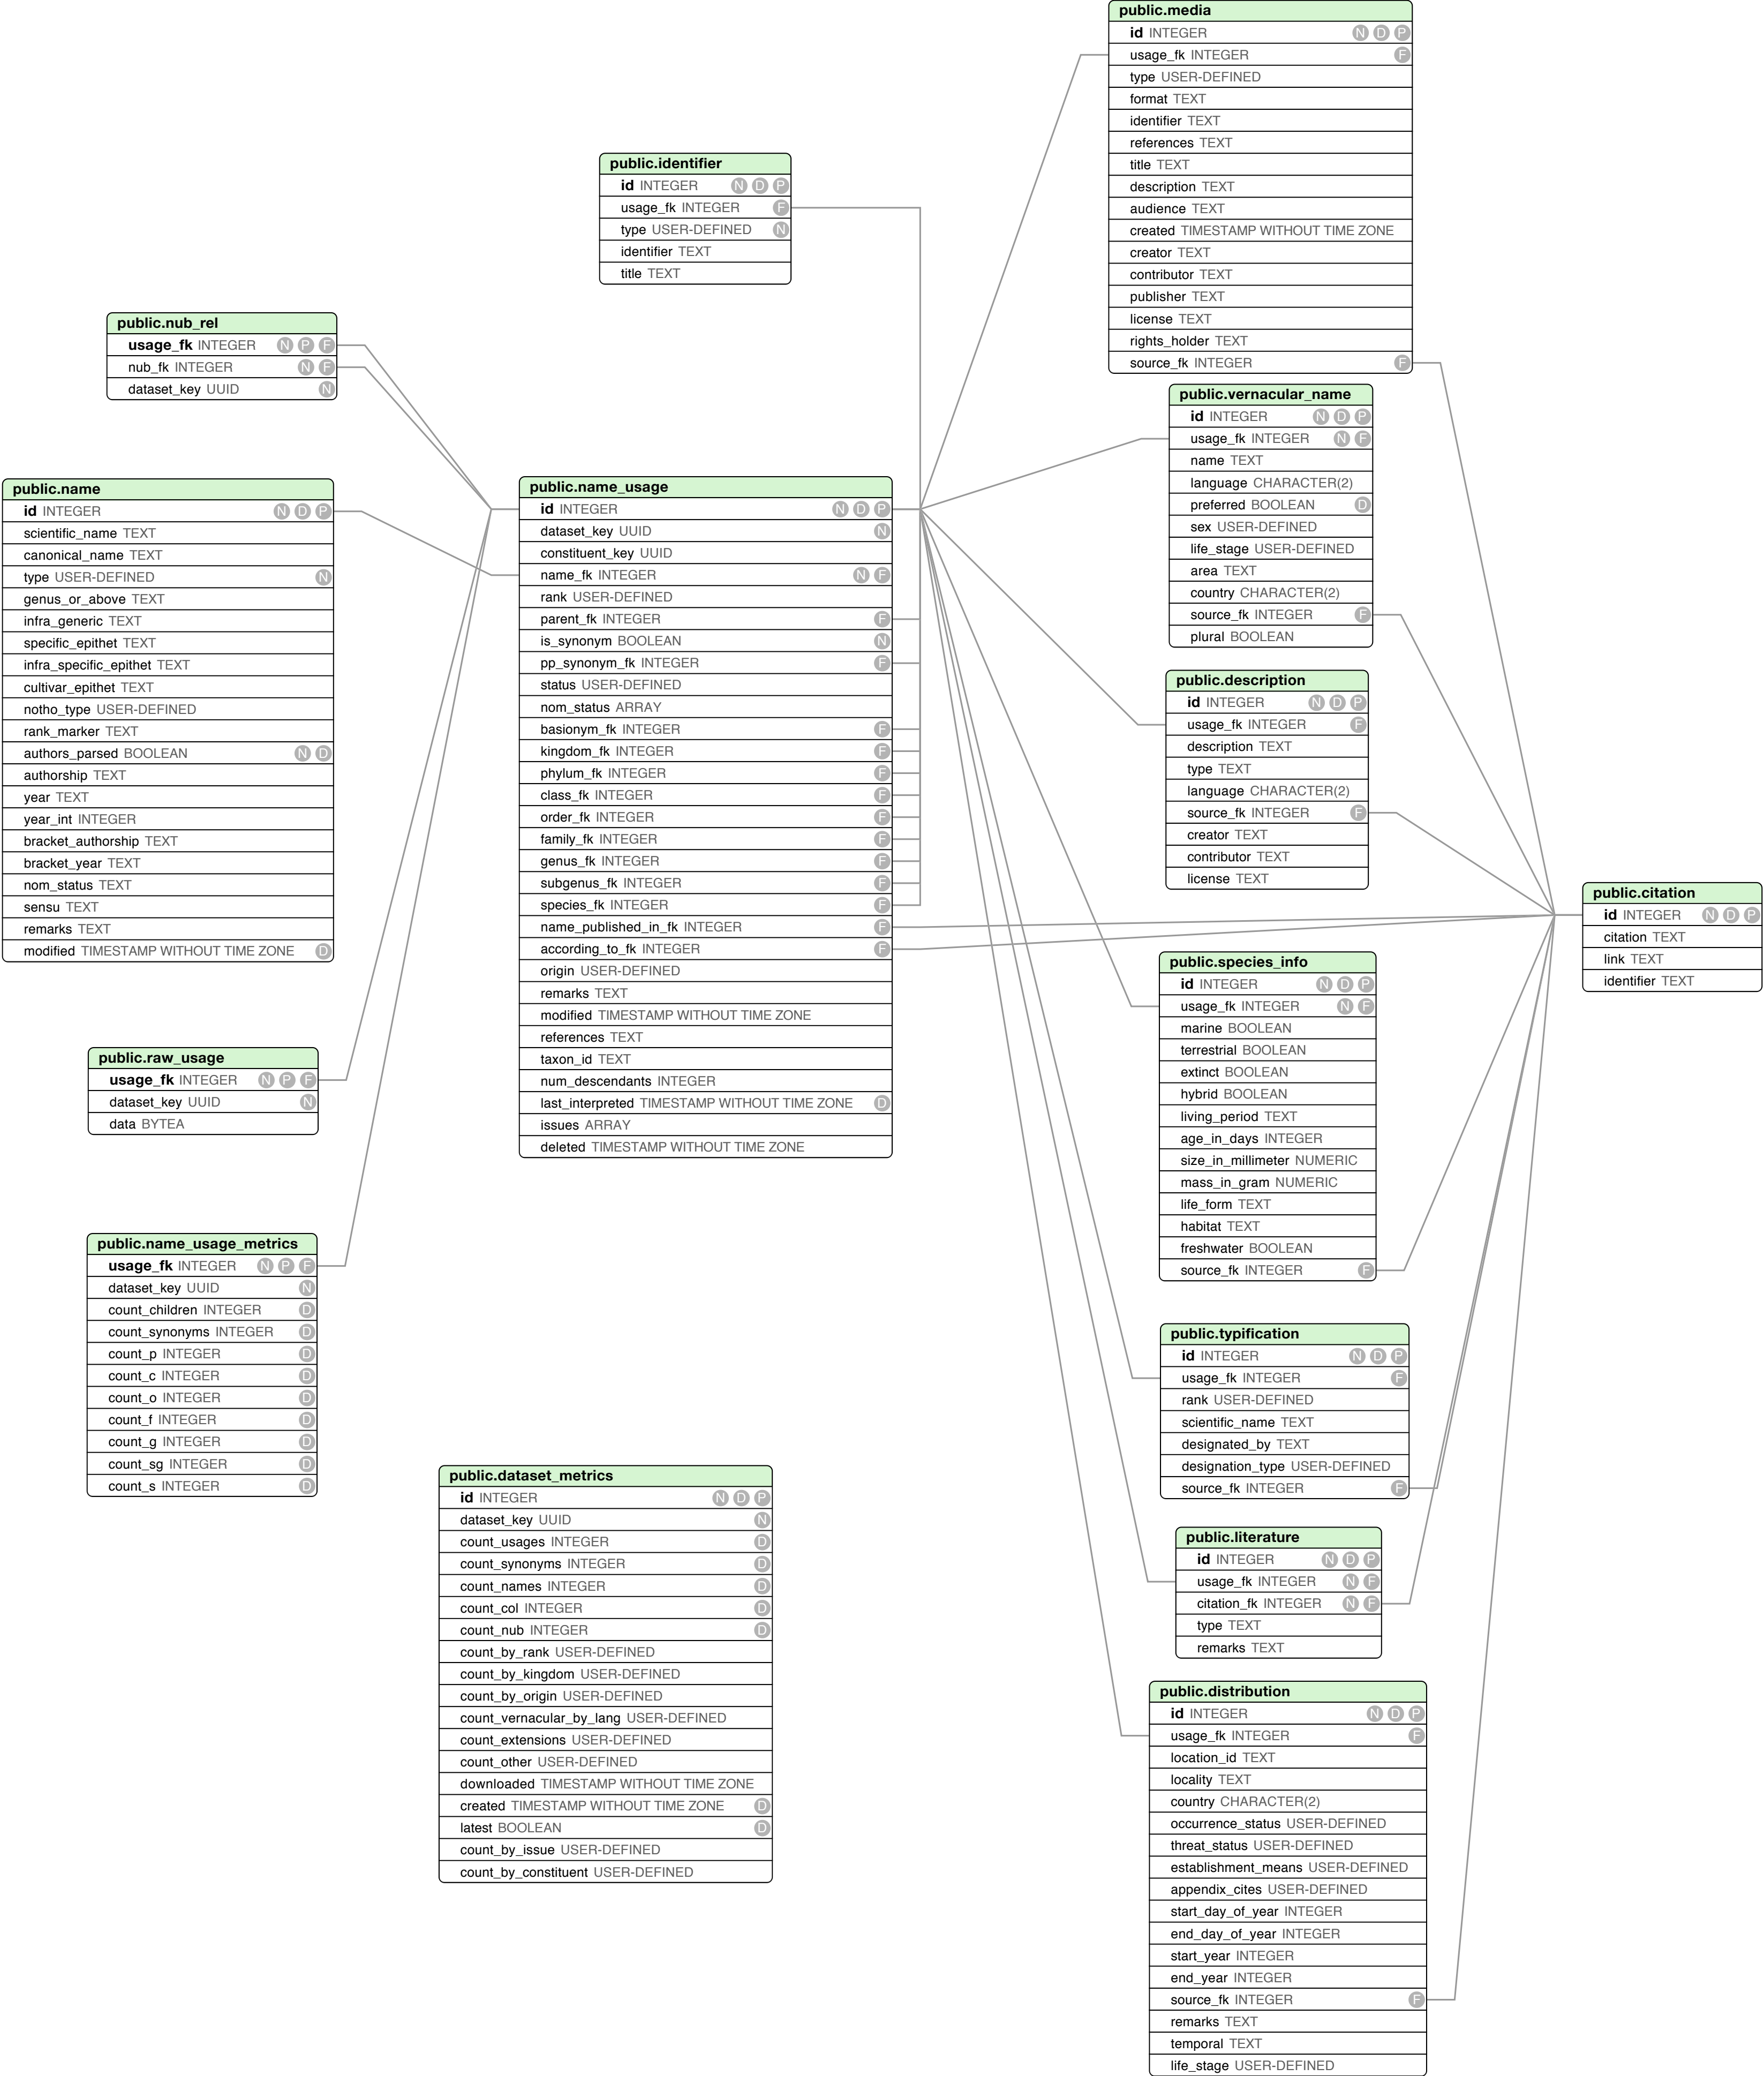 public.media
id INTEGER N D P
usage_fk INTEGER F
type USER-DEFINED
format TEXT
identifier TEXT
references TEXT
title TEXT
description TEXT
audience TEXT
created TIMESTAMP WITHOUT TIME ZONE
creator TEXT
contributor TEXT
publisher TEXT
license TEXT
rights_holder TEXT
source_fk INTEGER F
public.identifier
id INTEGER N D P
usage_fk INTEGER F
type USER-DEFINED N
identifier TEXT
title TEXT
public.nub_rel
usage_fk INTEGER N P F
nub_fk INTEGER N F
dataset_key UUID N
public.vernacular_name
id INTEGER N D P
usage_fk INTEGER N F
name TEXT
language CHARACTER(2)
preferred BOOLEAN D
sex USER-DEFINED
life_stage USER-DEFINED
area TEXT
country CHARACTER(2)
source_fk INTEGER F
plural BOOLEAN
public.name
id INTEGER N D P
scientific_name TEXT
canonical_name TEXT
type USER-DEFINED N
genus_or_above TEXT
infra_generic TEXT
specific_epithet TEXT
infra_specific_epithet TEXT
cultivar_epithet TEXT
notho_type USER-DEFINED
rank_marker TEXT
authors_parsed BOOLEAN N D
authorship TEXT
year TEXT
year_int INTEGER
bracket_authorship TEXT
bracket_year TEXT
nom_status TEXT
sensu TEXT
remarks TEXT
modified TIMESTAMP WITHOUT TIME ZONE D
public.name_usage
id INTEGER N D P
dataset_key UUID N
constituent_key UUID
name_fk INTEGER N F
rank USER-DEFINED
parent_fk INTEGER F
is_synonym BOOLEAN N
pp_synonym_fk INTEGER F
status USER-DEFINED
nom_status ARRAY
basionym_fk INTEGER F
kingdom_fk INTEGER F
phylum_fk INTEGER F
class_fk INTEGER F
order_fk INTEGER F
family_fk INTEGER F
genus_fk INTEGER F
subgenus_fk INTEGER F
species_fk INTEGER F
name_published_in_fk INTEGER F
according_to_fk INTEGER F
origin USER-DEFINED
remarks TEXT
modified TIMESTAMP WITHOUT TIME ZONE
references TEXT
taxon_id TEXT
num_descendants INTEGER
last_interpreted TIMESTAMP WITHOUT TIME ZONE D
issues ARRAY
deleted TIMESTAMP WITHOUT TIME ZONE
public.description
id INTEGER N D P
usage_fk INTEGER F
description TEXT
type TEXT
language CHARACTER(2)
source_fk INTEGER F
creator TEXT
contributor TEXT
license TEXT
public.citation
id INTEGER N D P
citation TEXT
link TEXT
identifier TEXT
public.species_info
id INTEGER N D P
usage_fk INTEGER N F
marine BOOLEAN
terrestrial BOOLEAN
extinct BOOLEAN
hybrid BOOLEAN
living_period TEXT
age_in_days INTEGER
size_in_millimeter NUMERIC
mass_in_gram NUMERIC
life_form TEXT
habitat TEXT
freshwater BOOLEAN
source_fk INTEGER F
public.raw_usage
usage_fk INTEGER N P F
dataset_key UUID N
data BYTEA
public.name_usage_metrics
usage_fk INTEGER N P F
dataset_key UUID N
count_children INTEGER D
count_synonyms INTEGER D
count_p INTEGER D
count_c INTEGER D
count_o INTEGER D
count_f INTEGER D
count_g INTEGER D
count_sg INTEGER D
count_s INTEGER D
public.typification
id INTEGER N D P
usage_fk INTEGER F
rank USER-DEFINED
scientific_name TEXT
designated_by TEXT
designation_type USER-DEFINED
source_fk INTEGER F
public.dataset_metrics
id INTEGER N D P
dataset_key UUID N
count_usages INTEGER D
count_synonyms INTEGER D
count_names INTEGER D
count_col INTEGER D
count_nub INTEGER D
count_by_rank USER-DEFINED
count_by_kingdom USER-DEFINED
count_by_origin USER-DEFINED
count_vernacular_by_lang USER-DEFINED
count_extensions USER-DEFINED
count_other USER-DEFINED
downloaded TIMESTAMP WITHOUT TIME ZONE
created TIMESTAMP WITHOUT TIME ZONE D
latest BOOLEAN D
count_by_issue USER-DEFINED
count_by_constituent USER-DEFINED
public.literature
id INTEGER N D P
usage_fk INTEGER N F
citation_fk INTEGER N F
type TEXT
remarks TEXT
public.distribution
id INTEGER N D P
usage_fk INTEGER F
location_id TEXT
locality TEXT
country CHARACTER(2)
occurrence_status USER-DEFINED
threat_status USER-DEFINED
establishment_means USER-DEFINED
appendix_cites USER-DEFINED
start_day_of_year INTEGER
end_day_of_year INTEGER
start_year INTEGER
end_year INTEGER
source_fk INTEGER F
remarks TEXT
temporal TEXT
life_stage USER-DEFINED